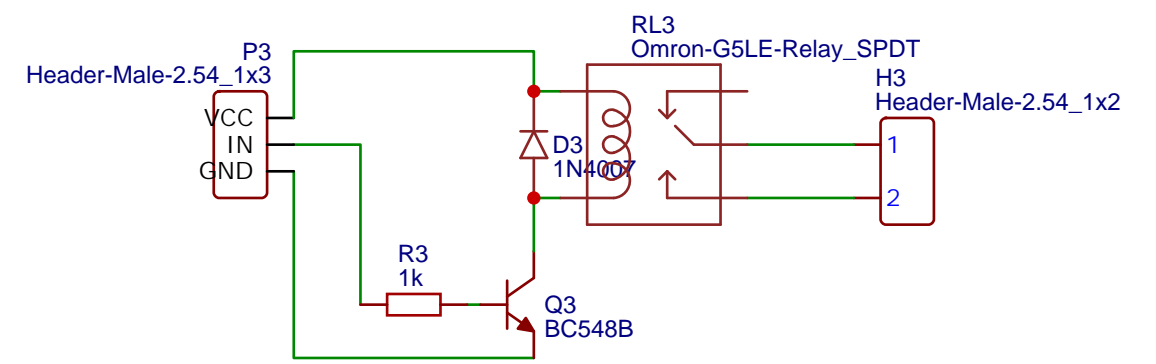 RL3
Omron-G5LE-Relay_SPDT
P3
Header-Male-2.54_1x3
H3
Header-Male-2.54_1x2
VCC
IN
GND
D3
1N4007
1
2
R3
1k
Q3
BC548B